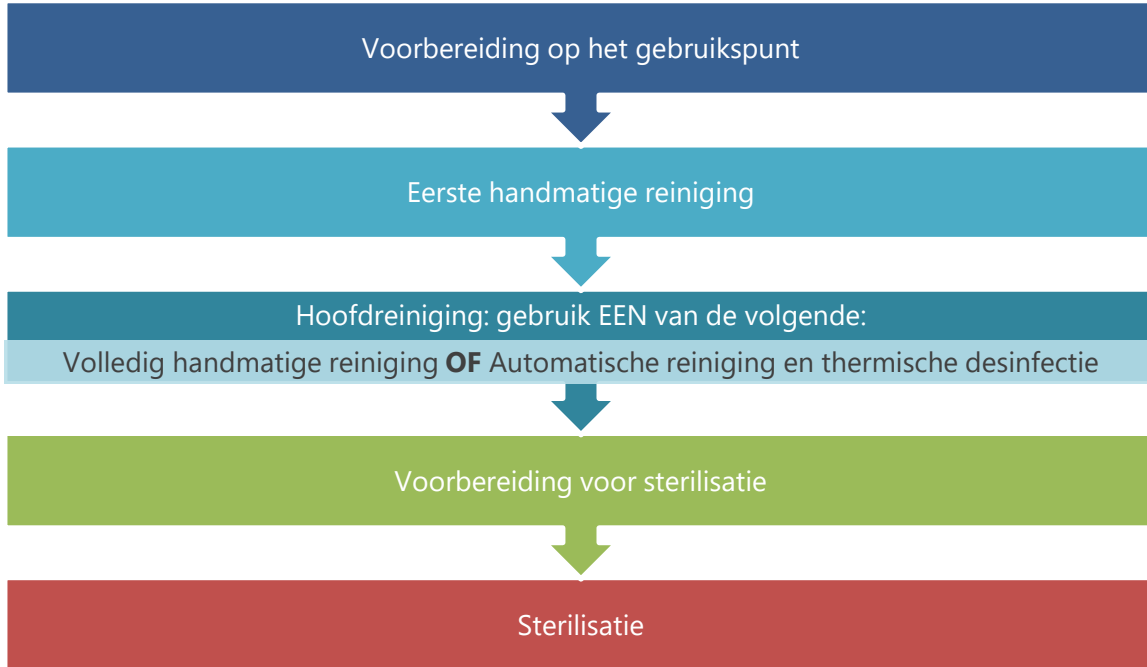 Voorbereiding op het gebruikspunt
Eerste handmatige reiniging
Hoofdreiniging: gebruik EEN van de volgende:
Volledig handmatige reiniging OF Automatische reiniging en thermische desinfectie
Voorbereiding voor sterilisatie
Sterilisatie